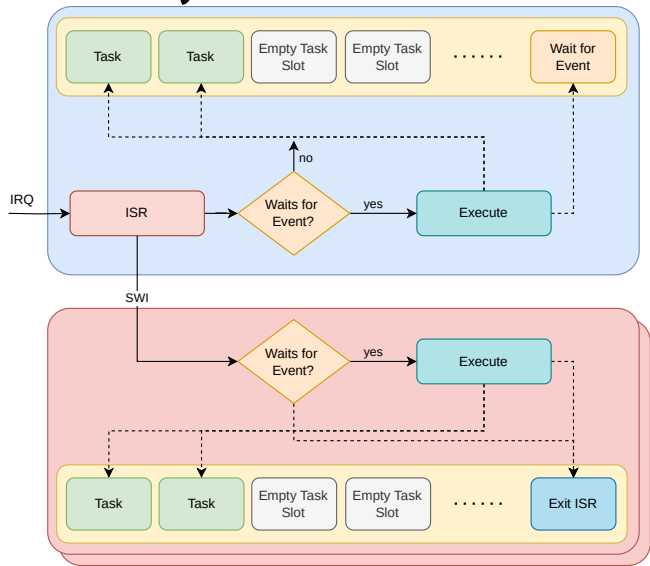 Task
Task
Empty Task
Slot
Empty Task
Slot
......
Wait for
Event
no
IRQ
ISR
Waits for
Event?
yes
Execute
SWI
Waits for
Event?
yes
Execute
Task
Task
Empty Task
Slot
Empty Task
Slot
......
Exit ISR